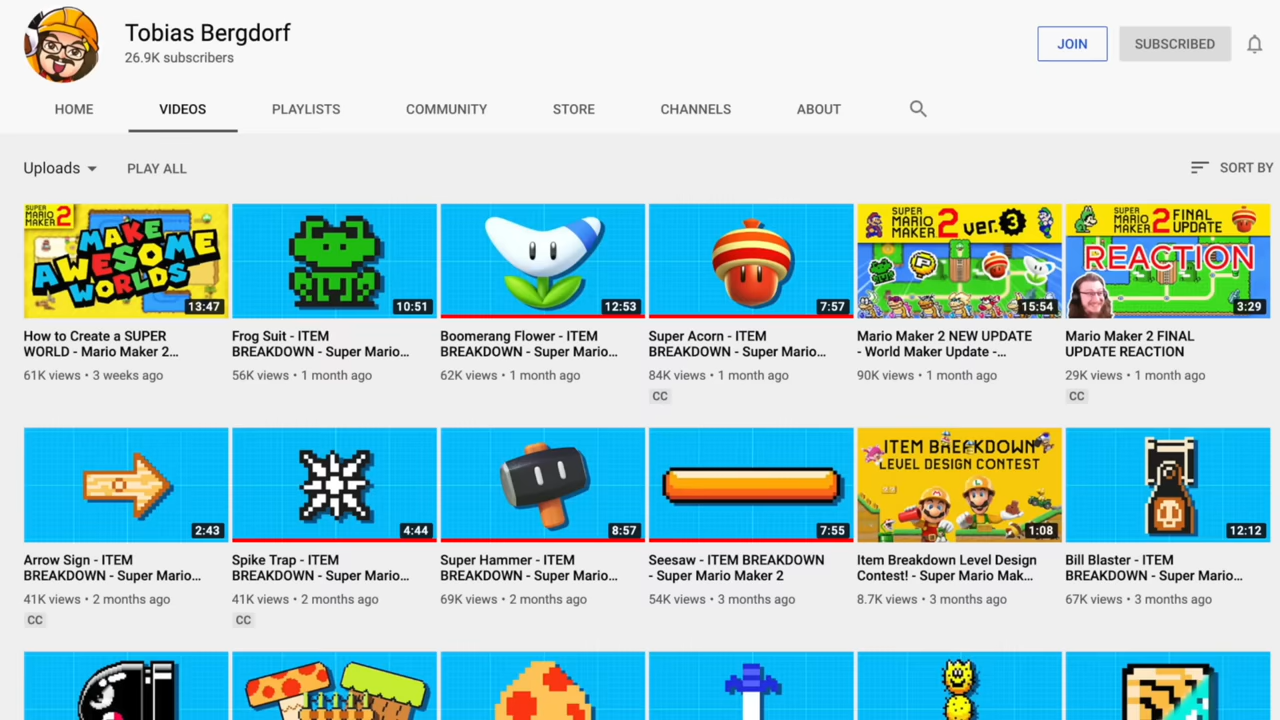 Tobias Bergdorf
26.9K subscribers
JOIN
SUBSCRIBED
HOME
VIDEOS
PLAYLISTS
COMMUNITY
STORE
CHANNELS
ABOUT
Uploads
PLAY ALL
SORT BY
SUPER
MARIO
MAKER 2
MAKE
AWESOME
WORLDS
13:47
How to Create a SUPER
WORLD - Mario Maker 2...
61K views • 3 weeks ago
10:51
Frog Suit - ITEM
BREAKDOWN - Super Mario...
56K views • 1 month ago
12:53
Boomerang Flower - ITEM
BREAKDOWN - Super Mario...
62K views • 1 month ago
7:57
Super Acorn - ITEM
BREAKDOWN - Super Mario...
84K views • 1 month ago
CC
SUPER
MARIO
MAKER 2 ver.3
15:54
Mario Maker 2 NEW UPDATE
- World Maker Update -...
90K views • 1 month ago
SUPER
MARIO
MAKER 2 FINAL
UPDATE
REACTION
3:29
Mario Maker 2 FINAL
UPDATE REACTION
29K views • 1 month ago
CC
2:43
Arrow Sign - ITEM
BREAKDOWN - Super Mario...
41K views • 2 months ago
CC
4:44
Spike Trap - ITEM
BREAKDOWN - Super Mario...
41K views • 2 months ago
CC
8:57
Super Hammer - ITEM
BREAKDOWN - Super Mario...
69K views • 2 months ago
7:55
Seesaw - ITEM BREAKDOWN
- Super Mario Maker 2
54K views • 3 months ago
ITEM BREAKDOWN
LEVEL DESIGN CONTEST
1:08
Item Breakdown Level Design
Contest! - Super Mario Mak...
8.7K views • 3 months ago
12:12
Bill Blaster - ITEM
BREAKDOWN - Super Mario...
67K views • 3 months ago